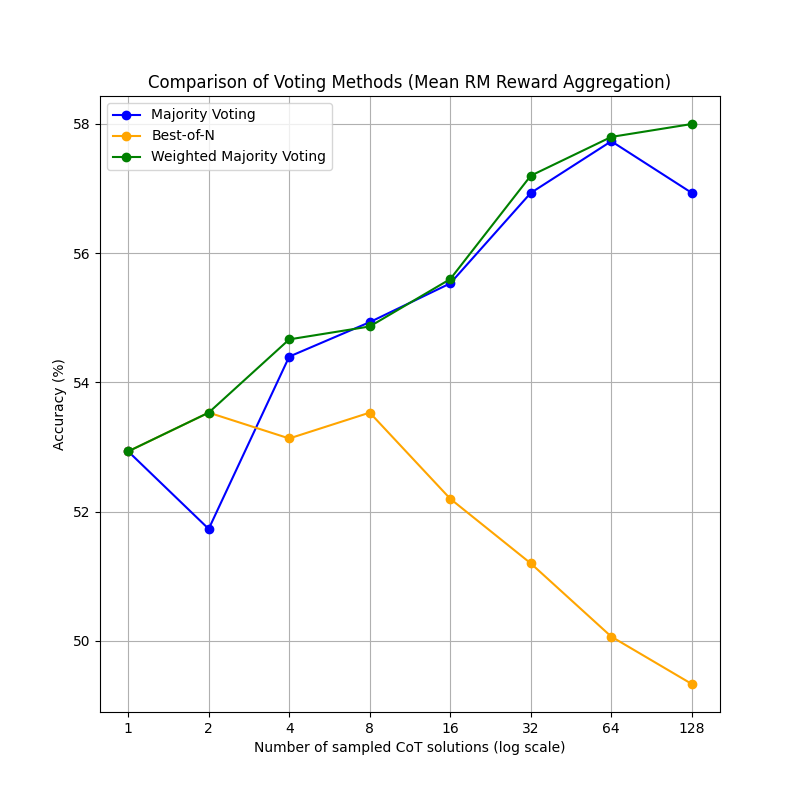 Comparison of Voting Methods (Mean RM Reward Aggregation)
Majority Voting
Best-of-N
Weighted Majority Voting
58
56
54
52
50
Accuracy (%)
1 2 4 8 16 32 64 128
Number of sampled CoT solutions (log scale)